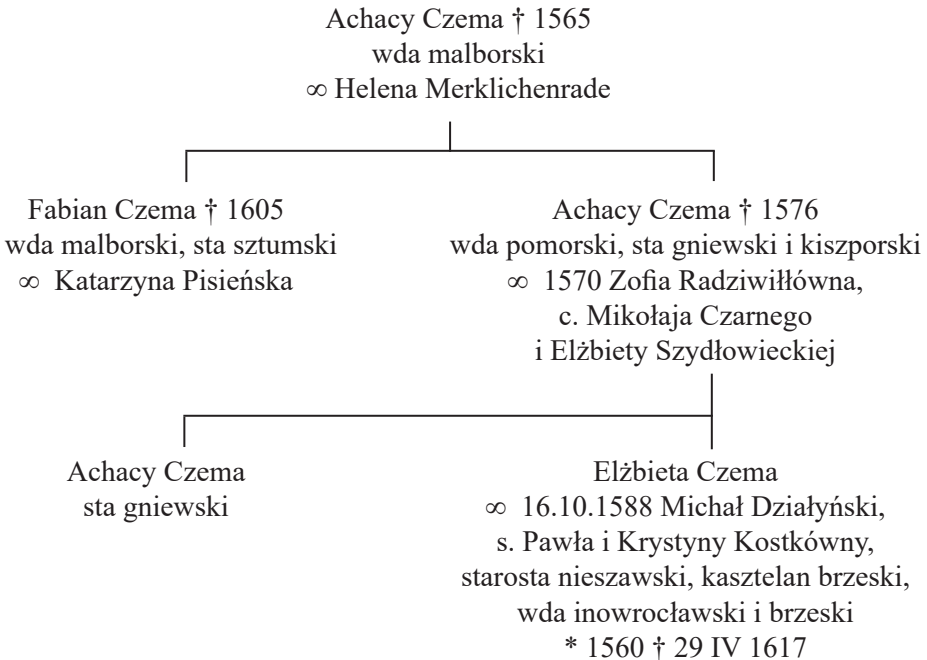 Achacy Czema † 1565
wda malborski
∞ Helena Merklichenrade
Fabian Czema † 1605
wda malborski, sta sztumski
∞ Katarzyna Pisieńska
Achacy Czema † 1576
wda pomorski, sta gniewski i kiszporski
∞ 1570 Zofia Radziwiłłówna,
c. Mikołaja Czarnego
i Elżbiety Szydłowieckiej
Achacy Czema
sta gniewski
Elżbieta Czema
∞ 16.10.1588 Michał Działyński,
s. Pawła i Krystyny Kostkówny,
starosta nieszawski, kasztelan brzeski,
wda inowrocławski i brzeski
* 1560 † 29 IV 1617